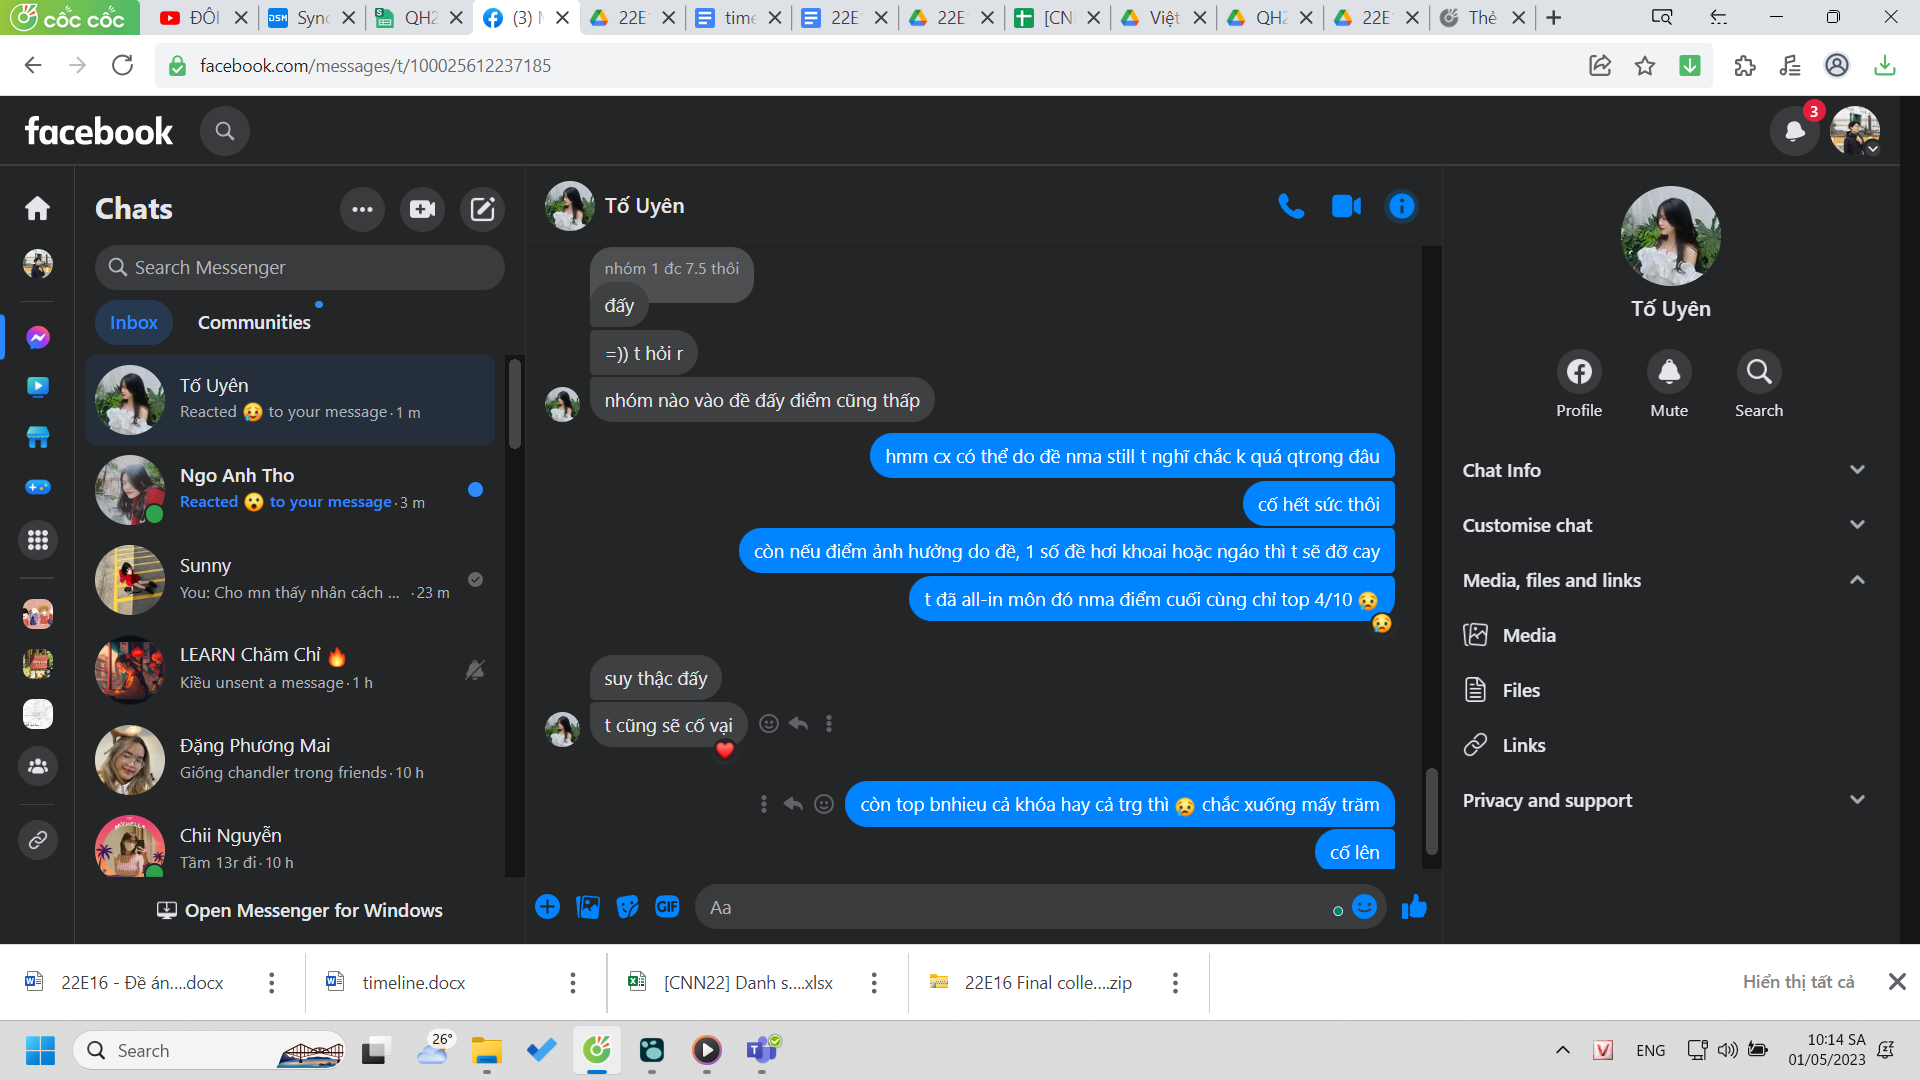 cốc cốc
ĐỐI
DSM
Sync
QH2
(3) M
22E1
time
22E1
22E1
[CNN
Việt
QH2
22E1
Thẻ
facebook.com/messages/t/100025612237185
facebook
3
Chats
Search Messenger
Inbox
Communities
Tố Uyên
Reacted 😥 to your message · 1 m
Ngo Anh Tho
Reacted 😮 to your message · 3 m
Sunny
You: Cho mn thấy nhân cách ... · 23 m
LEARN Chăm Chỉ 🔥
Kiều unsent a message · 1 h
Đặng Phương Mai
Giống chandler trong friends · 10 h
Chii Nguyễn
Tầm 13r đi · 10 h
Open Messenger for Windows
Tố Uyên
nhóm 1 đc 7.5 thôi
đấy
=)) t hỏi r
nhóm nào vào đề đấy điểm cũng thấp
hmm cx có thể do đề nma still t nghĩ chắc k quá qtrong đâu
cố hết sức thôi
còn nếu điểm ảnh hưởng do đề, 1 số đề hơi khoai hoặc ngáo thì t sẽ đỡ cay
t đã all-in môn đó nma điểm cuối cùng chỉ top 4/10 😥
suy thậc đấy
t cũng sẽ cố vại
còn top bnhieu cả khóa hay cả trg thì 😥 chắc xuống mấy trăm
cố lên
GIF
Aa
Tố Uyên
Profile
Mute
Search
Chat Info
Customise chat
Media, files and links
Media
Files
Links
Privacy and support
22E16 - Đề án....docx
timeline.docx
[CNN22] Danh s....xlsx
22E16 Final colle....zip
Hiển thị tất cả
Search
26°
V
ENG
10:14 SA
01/05/2023